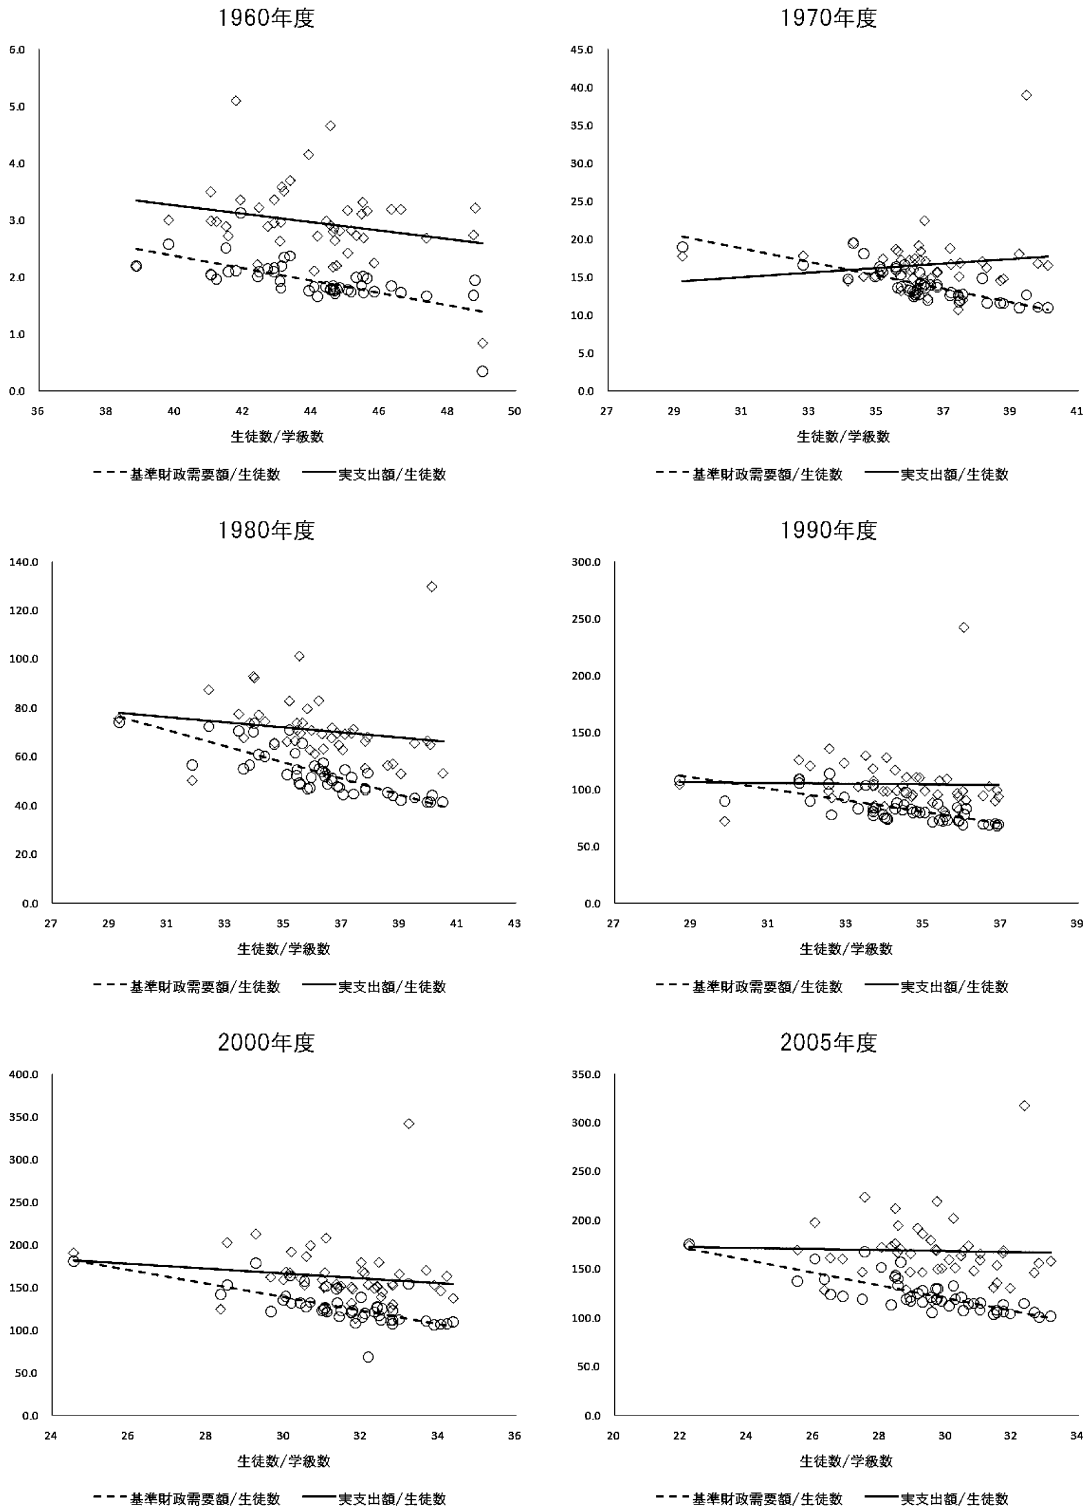 1960年度
6.0
5.0
4.0
3.0
2.0
1.0
0.0
36 38 40 42 44 46 48 50
生徒数/学級数
基準財政需要額/生徒数 実支出額/生徒数
1970年度
45.0
40.0
35.0
30.0
25.0
20.0
15.0
10.0
5.0
0.0
27 29 31 33 35 37 39 41
生徒数/学級数
基準財政需要額/生徒数 実支出額/生徒数
1980年度
140.0
120.0
100.0
80.0
60.0
40.0
20.0
0.0
27 29 31 33 35 37 39 41 43
生徒数/学級数
基準財政需要額/生徒数 実支出額/生徒数
1990年度
300.0
250.0
200.0
150.0
100.0
50.0
0.0
27 29 31 33 35 37 39
生徒数/学級数
基準財政需要額/生徒数 実支出額/生徒数
2000年度
400.0
350.0
300.0
250.0
200.0
150.0
100.0
50.0
0.0
24 26 28 30 32 34 36
生徒数/学級数
基準財政需要額/生徒数 実支出額/生徒数
2005年度
350.0
300.0
250.0
200.0
150.0
100.0
50.0
0.0
20 22 24 26 28 30 32 34
生徒数/学級数
基準財政需要額/生徒数 実支出額/生徒数